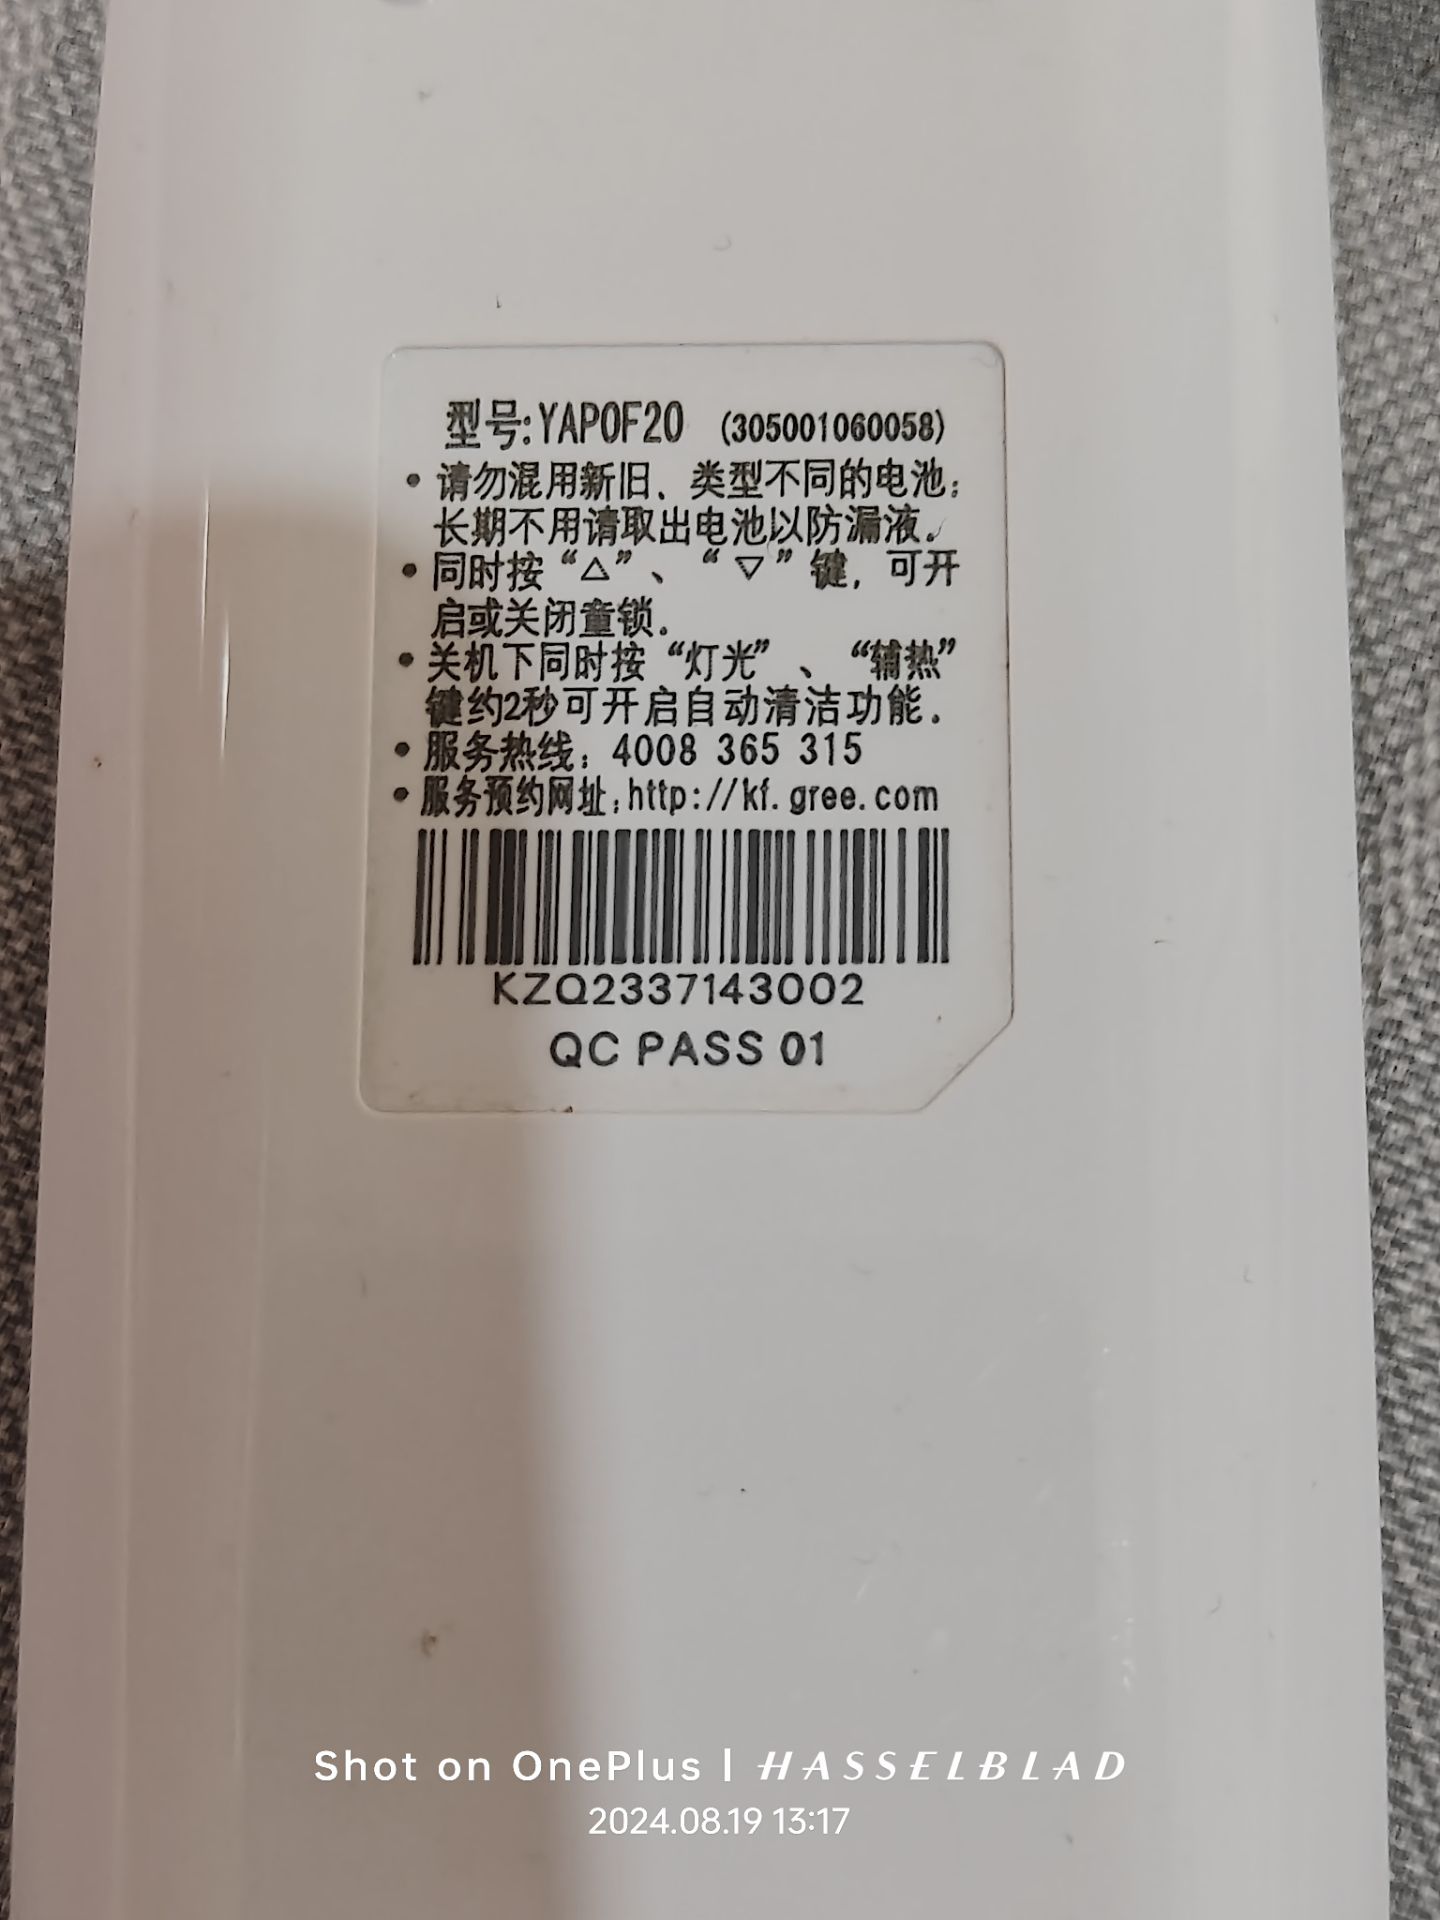 型号:YAP0F20 (305001060058)
• 请勿混用新旧、类型不同的电池;
长期不用请取出电池以防漏液。
• 同时按“△”、“▽”键,可开
启或关闭童锁。
• 关机下同时按“灯光”、“辅热”
键约2秒可开启自动清洁功能.
• 服务热线: 4008 365 315
• 服务预约网址:http://kf.gree.com
KZQ2337143002
QC PASS 01
Shot on OnePlus | HASSELBLAD
2024.08.19 13:17